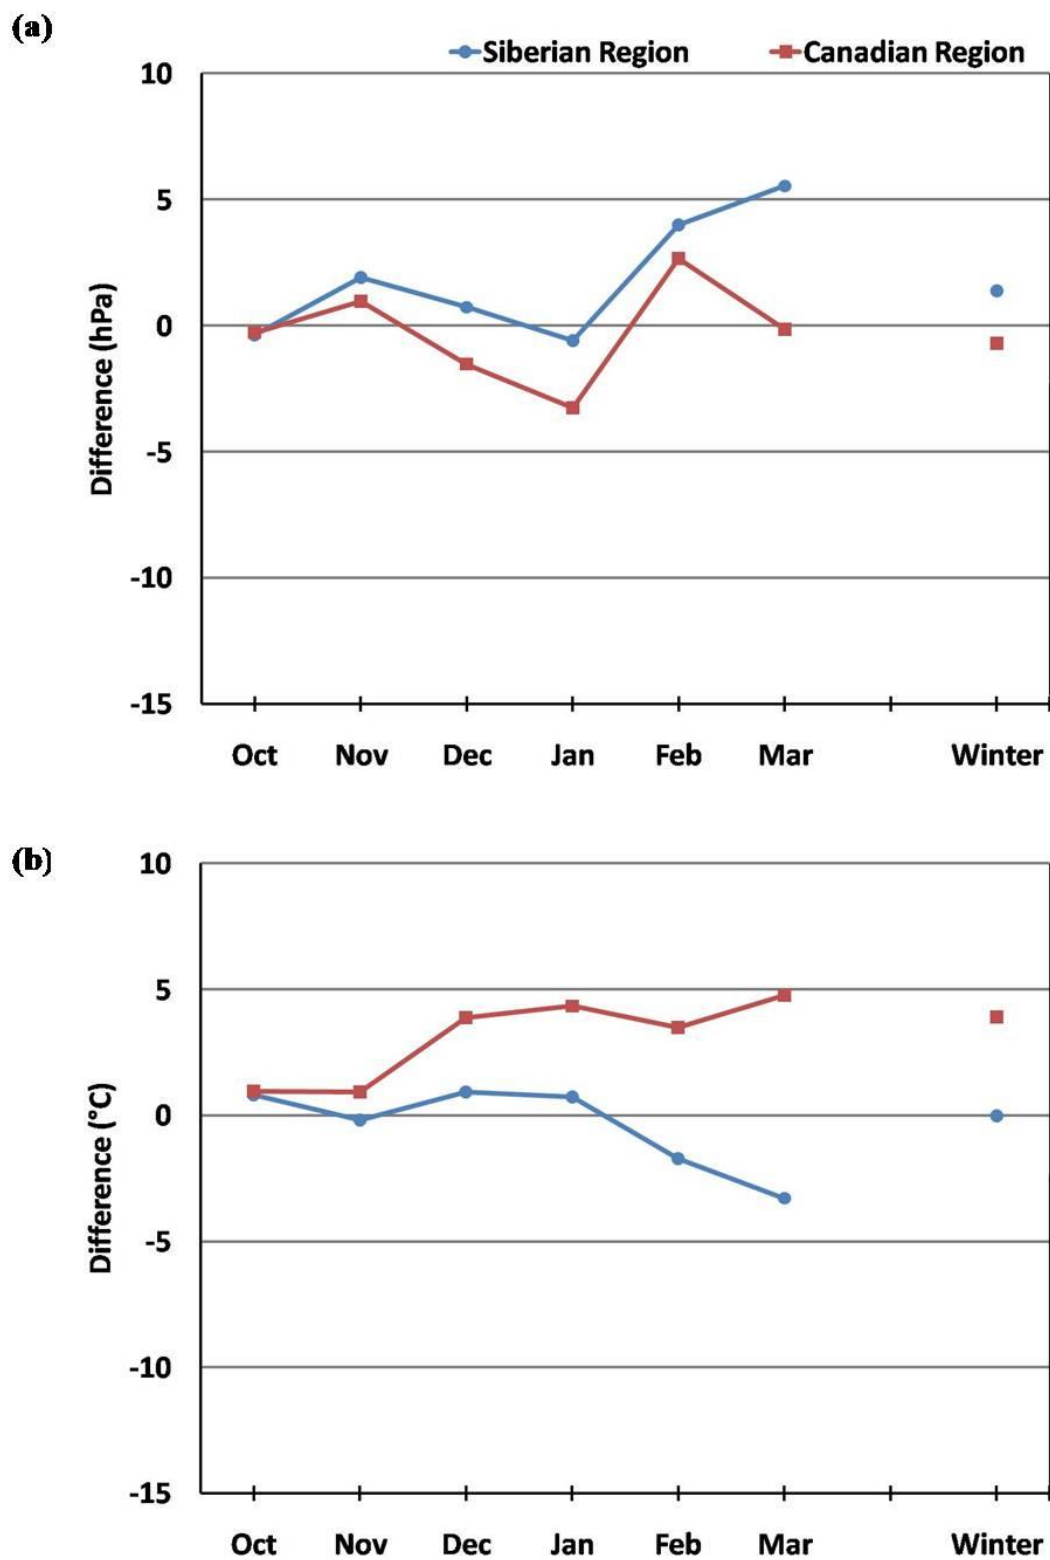 (a)
Siberian Region Canadian Region
10
5
0
-5
-10
-15
Difference (hPa)
Oct Nov Dec Jan Feb Mar Winter
(b)
10
5
0
-5
-10
-15
Difference (°C)
Oct Nov Dec Jan Feb Mar Winter